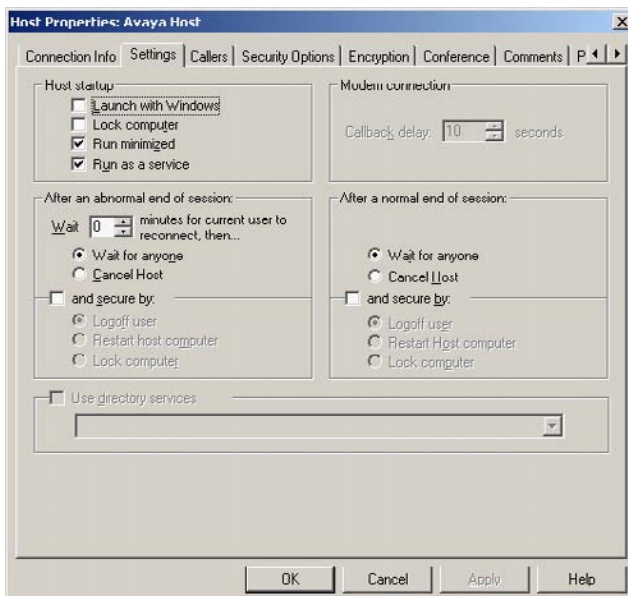 Host Properties: Avaya Host
Connection Info Settings Callers Security Options Encryption Conference Comments P
Host startup
Launch with Windows
Lock computer
Run minimized
Run as a service
Modem connection
Callback delay: 10 seconds
After an abnormal end of session:
Wait 0 minutes for current user to
reconnect, then...
Wait for anyone
Cancel Host
and secure by:
Logoff user
Restart host computer
Lock computer
After a normal end of session:
Wait for anyone
Cancel Host
and secure by:
Logoff user
Restart Host computer
Lock computer
Use directory services
OK Cancel Apply Help